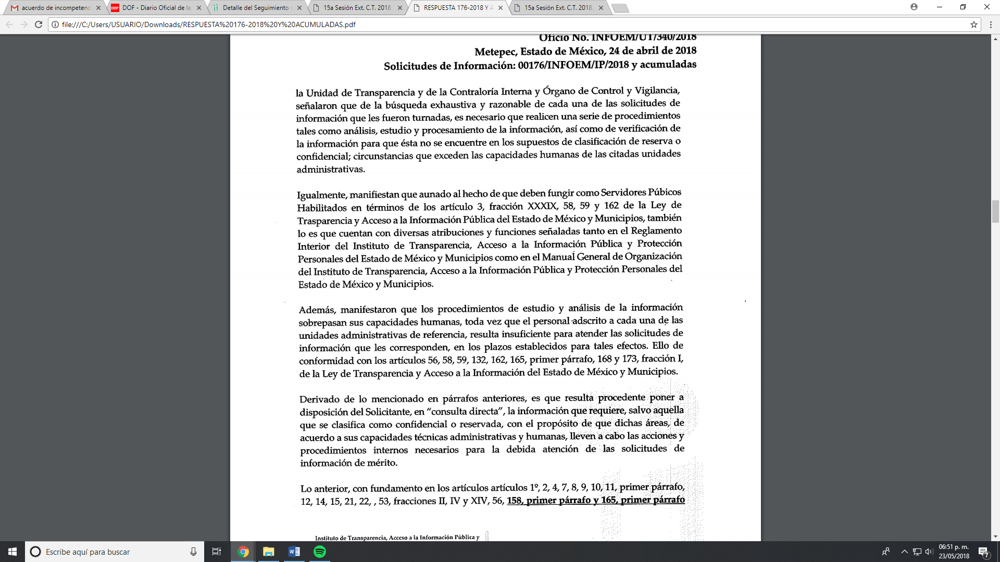 acuerdo de incompetenc
DOF - Diario Oficial de la
Detalle del Seguimiento
15a Sesión Ext. C.T. 2018
RESPUESTA 176-2018 Y A
15a Sesión Ext. C.T. 2018
file:///C:/Users/USUARIO/Downloads/RESPUESTA%20176-2018%20Y%20ACUMULADAS.pdf
Oficio No. INFOEM/UT/340/2018
Metepec, Estado de México, 24 de abril de 2018
Solicitudes de Información: 00176/INFOEM/IP/2018 y acumuladas
la Unidad de Transparencia y de la Contraloría Interna y Órgano de Control y Vigilancia,
señalaron que de la búsqueda exhaustiva y razonable de cada una de las solicitudes de
información que les fueron turnadas, es necesario que realicen una serie de procedimientos
tales como análisis, estudio y procesamiento de la información, así como de verificación de
la información para que ésta no se encuentre en los supuestos de clasificación de reserva o
confidencial; circunstancias que exceden las capacidades humanas de las citadas unidades
administrativas.
Igualmente, manifiestan que aunado al hecho de que deben fungir como Servidores Púbicos
Habilitados en términos de los artículo 3, fracción XXXIX, 58, 59 y 162 de la Ley de
Trasparencia y Acceso a la Información Pública del Estado de México y Municipios, también
lo es que cuentan con diversas atribuciones y funciones señaladas tanto en el Reglamento
Interior del Instituto de Transparencia, Acceso a la Información Pública y Protección
Personales del Estado de México y Municipios como en el Manual General de Organización
del Instituto de Transparencia, Acceso a la Información Pública y Protección Personales del
Estado de México y Municipios.
Además, manifestaron que los procedimientos de estudio y análisis de la información
sobrepasan sus capacidades humanas, toda vez que el personal adscrito a cada una de las
unidades administrativas de referencia, resulta insuficiente para atender las solicitudes de
información que les corresponden, en los plazos establecidos para tales efectos. Ello de
conformidad con los artículos 56, 58, 59, 132, 162, 165, primer párrafo, 168 y 173, fracción I,
de la Ley de Transparencia y Acceso a la Información del Estado de México y Municipios.
Derivado de lo mencionado en párrafos anteriores, es que resulta procedente poner a
disposición del Solicitante, en "consulta directa", la información que requiere, salvo aquella
que se clasifica como confidencial o reservada, con el propósito de que dichas áreas, de
acuerdo a sus capacidades técnicas administrativas y humanas, lleven a cabo las acciones y
procedimientos internos necesarios para la debida atención de las solicitudes de
información de mérito.
Lo anterior, con fundamento en los artículos artículos 1º, 2, 4, 7, 8, 9, 10, 11, primer párrafo,
12, 14, 15, 21, 22, , 53, fracciones II, IV y XIV, 56, 158, primer párrafo y 165, primer párrafo
Instituto de Transparencia, Acceso a la Información Pública y
Escribe aquí para buscar
06:51 p. m.
23/05/2018
7